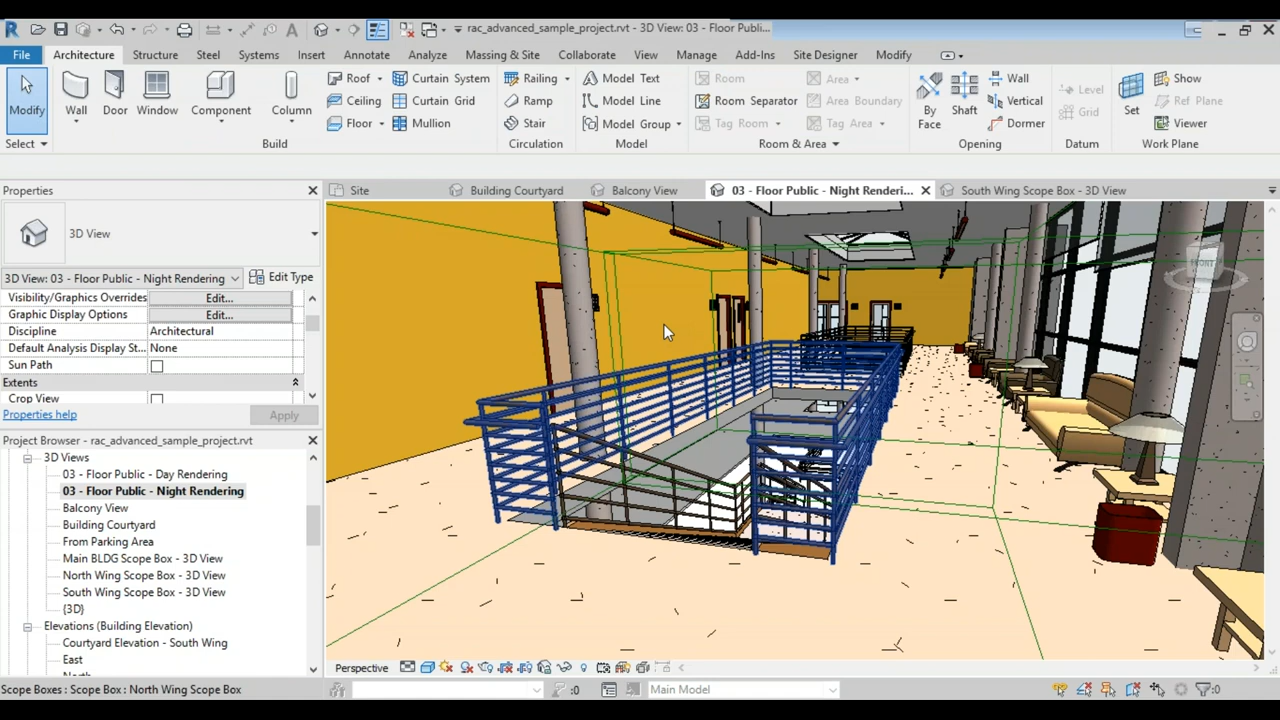 rac_advanced_sample_project.rvt - 3D View: 03 - Floor Publi...
File Architecture Structure Steel Systems Insert Annotate Analyze Massing & Site Collaborate View Manage Add-Ins Site Designer Modify
Modify
Wall
Door
Window
Component
Column
Roof
Ceiling
Floor
Curtain System
Curtain Grid
Mullion
Railing
Ramp
Stair
Model Text
Model Line
Model Group
Room
Room Separator
Tag Room
Area
Area Boundary
Tag Area
By
Face
Shaft
Wall
Vertical
Dormer
Level
Grid
Set
Show
Ref Plane
Viewer
Select Build Circulation Model Room & Area Opening Datum Work Plane
Properties
Site Building Courtyard Balcony View 03 - Floor Public - Night Renderi... South Wing Scope Box - 3D View
3D View
3D View: 03 - Floor Public - Night Rendering Edit Type
Visibility/Graphics Overrides Edit...
Graphic Display Options Edit...
Discipline Architectural
Default Analysis Display St... None
Sun Path
Extents
Crop View
Properties help Apply
Project Browser - rac_advanced_sample_project.rvt
3D Views
03 - Floor Public - Day Rendering
03 - Floor Public - Night Rendering
Balcony View
Building Courtyard
From Parking Area
Main BLDG Scope Box - 3D View
North Wing Scope Box - 3D View
South Wing Scope Box - 3D View
{3D}
Elevations (Building Elevation)
Courtyard Elevation - South Wing
East
North
FRONT
Perspective
Scope Boxes : Scope Box : North Wing Scope Box
:0
Main Model
:0